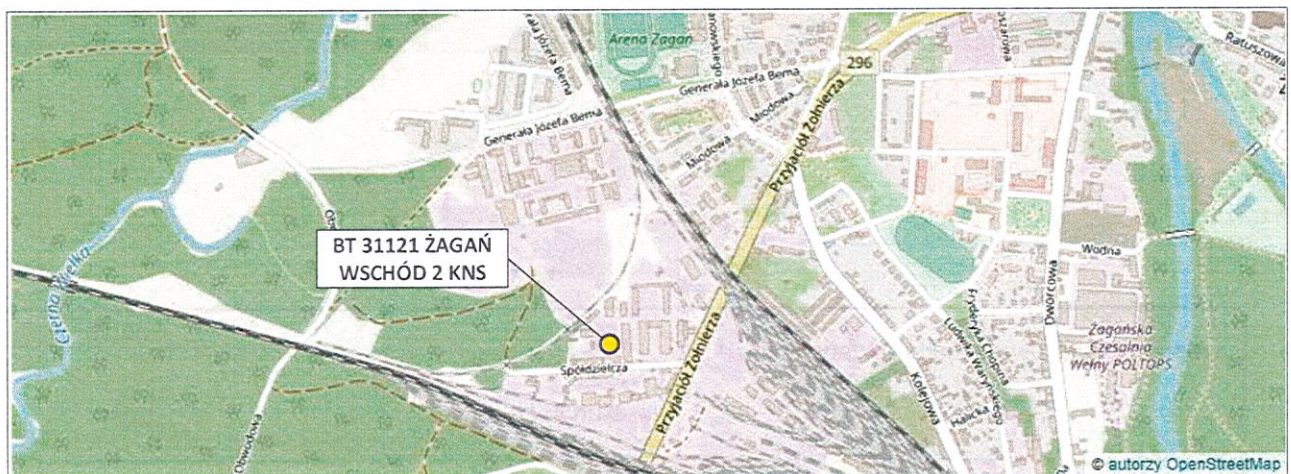 Arena Żagań
296
Ratuszowa
Generała Józefa Bema
Generała Józefa Bema
Miodowa
Miodowa
Przyjaciół Żołnierza
BT 31121 ŻAGAŃ
WSCHÓD 2 KNS
Czerna Wielka
Wodna
Dworcowa
Żagańska
Czesalnia
Wełny POLTOPS
Fryderyka Chopina
Ludwika Waryńskiego
Halicka
Kolejowa
Spółdzielcza
Przyjaciół Żołnierza
Obwodowa
© autorzy OpenStreetMap